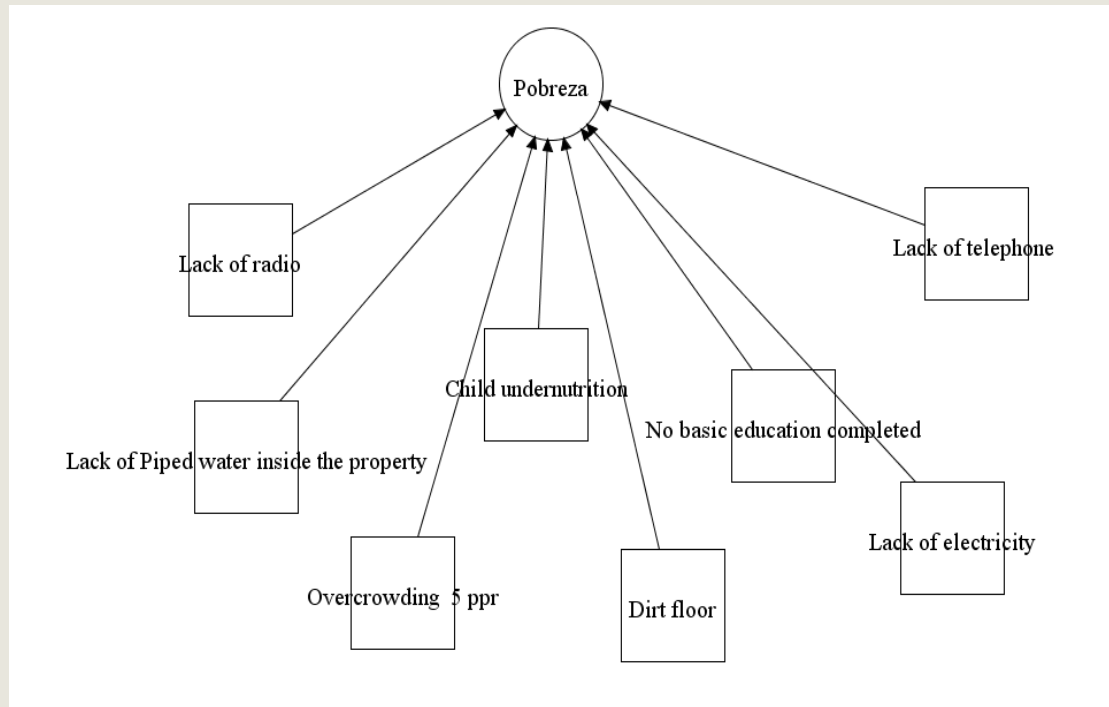 Pobreza
Lack of radio
Lack of telephone
Child undernutrition
No basic education completed
Lack of Piped water inside the property
Lack of electricity
Overcrowding 5 ppr
Dirt floor